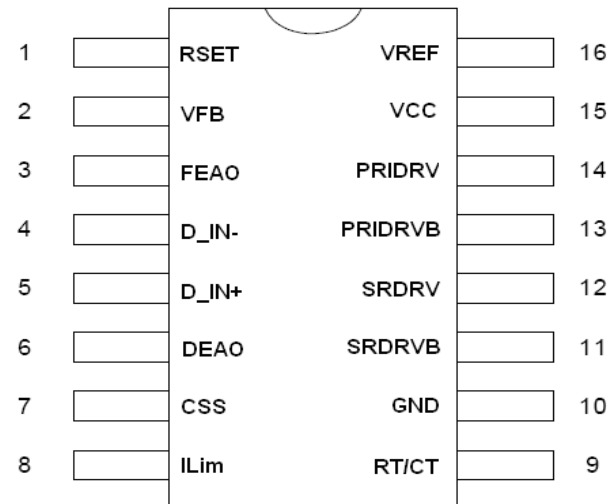 1 RSET VREF 16
2 VFB VCC 15
3 FEAO PRIDRV 14
4 D_IN- PRIDRVB 13
5 D_IN+ SRDRV 12
6 DEAO SRDRVB 11
7 CSS GND 10
8 ILim RT/CT 9